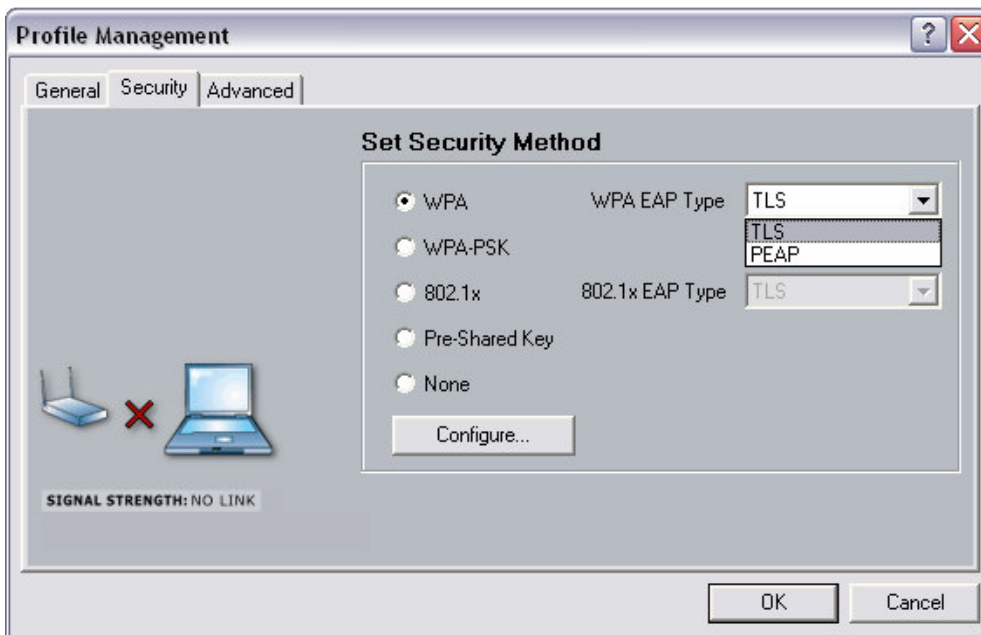 Profile Management
General Security Advanced
Set Security Method
WPA WPA EAP Type TLS
TLS
PEAP
WPA-PSK
802.1x 802.1x EAP Type TLS
Pre-Shared Key
None
Configure...
SIGNAL STRENGTH: NO LINK
OK Cancel